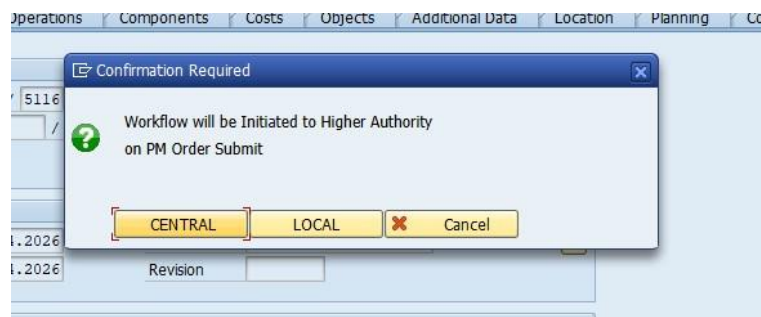 Operations Components Costs Objects Additional Data Location Planning
Confirmation Required
/ 5116
/
Workflow will be Initiated to Higher Authority
on PM Order Submit
CENTRAL LOCAL Cancel
.2026
.2026 Revision